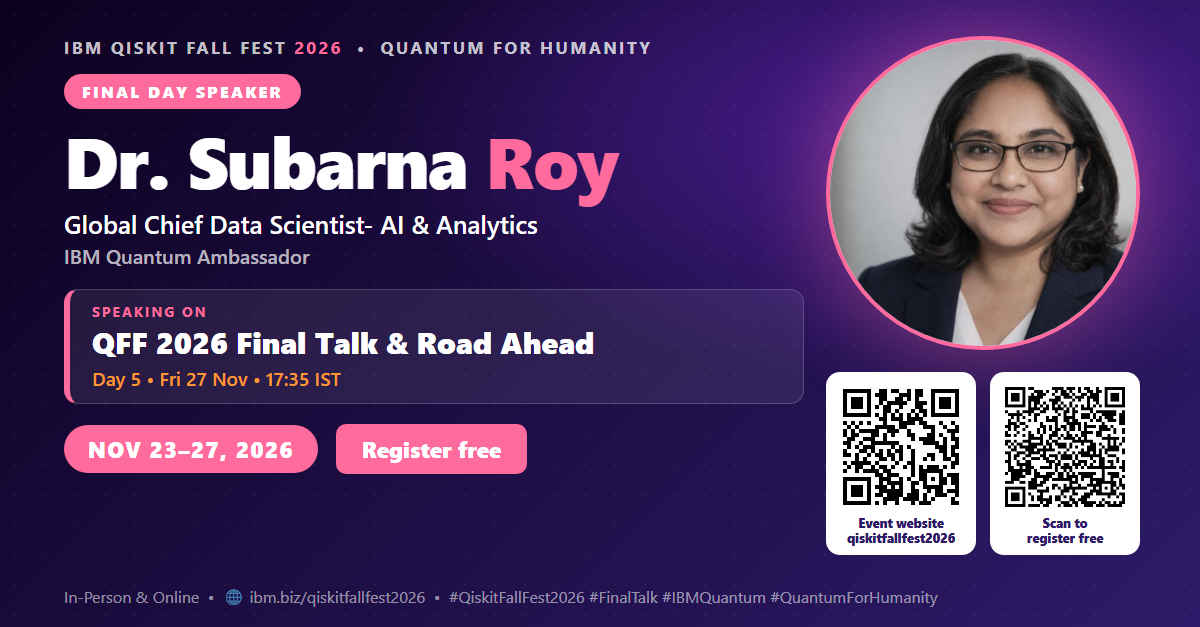 IBM QISKIT FALL FEST 2026 • QUANTUM FOR HUMANITY
FINAL DAY SPEAKER
Dr. Subarna Roy
Global Chief Data Scientist- AI & Analytics
IBM Quantum Ambassador
SPEAKING ON
QFF 2026 Final Talk & Road Ahead
Day 5 • Fri 27 Nov • 17:35 IST
NOV 23–27, 2026
Register free
Event website
qiskitfallfest2026
Scan to
register free
In-Person & Online • 🌐 ibm.biz/qiskitfallfest2026 • #QiskitFallFest2026 #FinalTalk #IBMQuantum #QuantumForHumanity